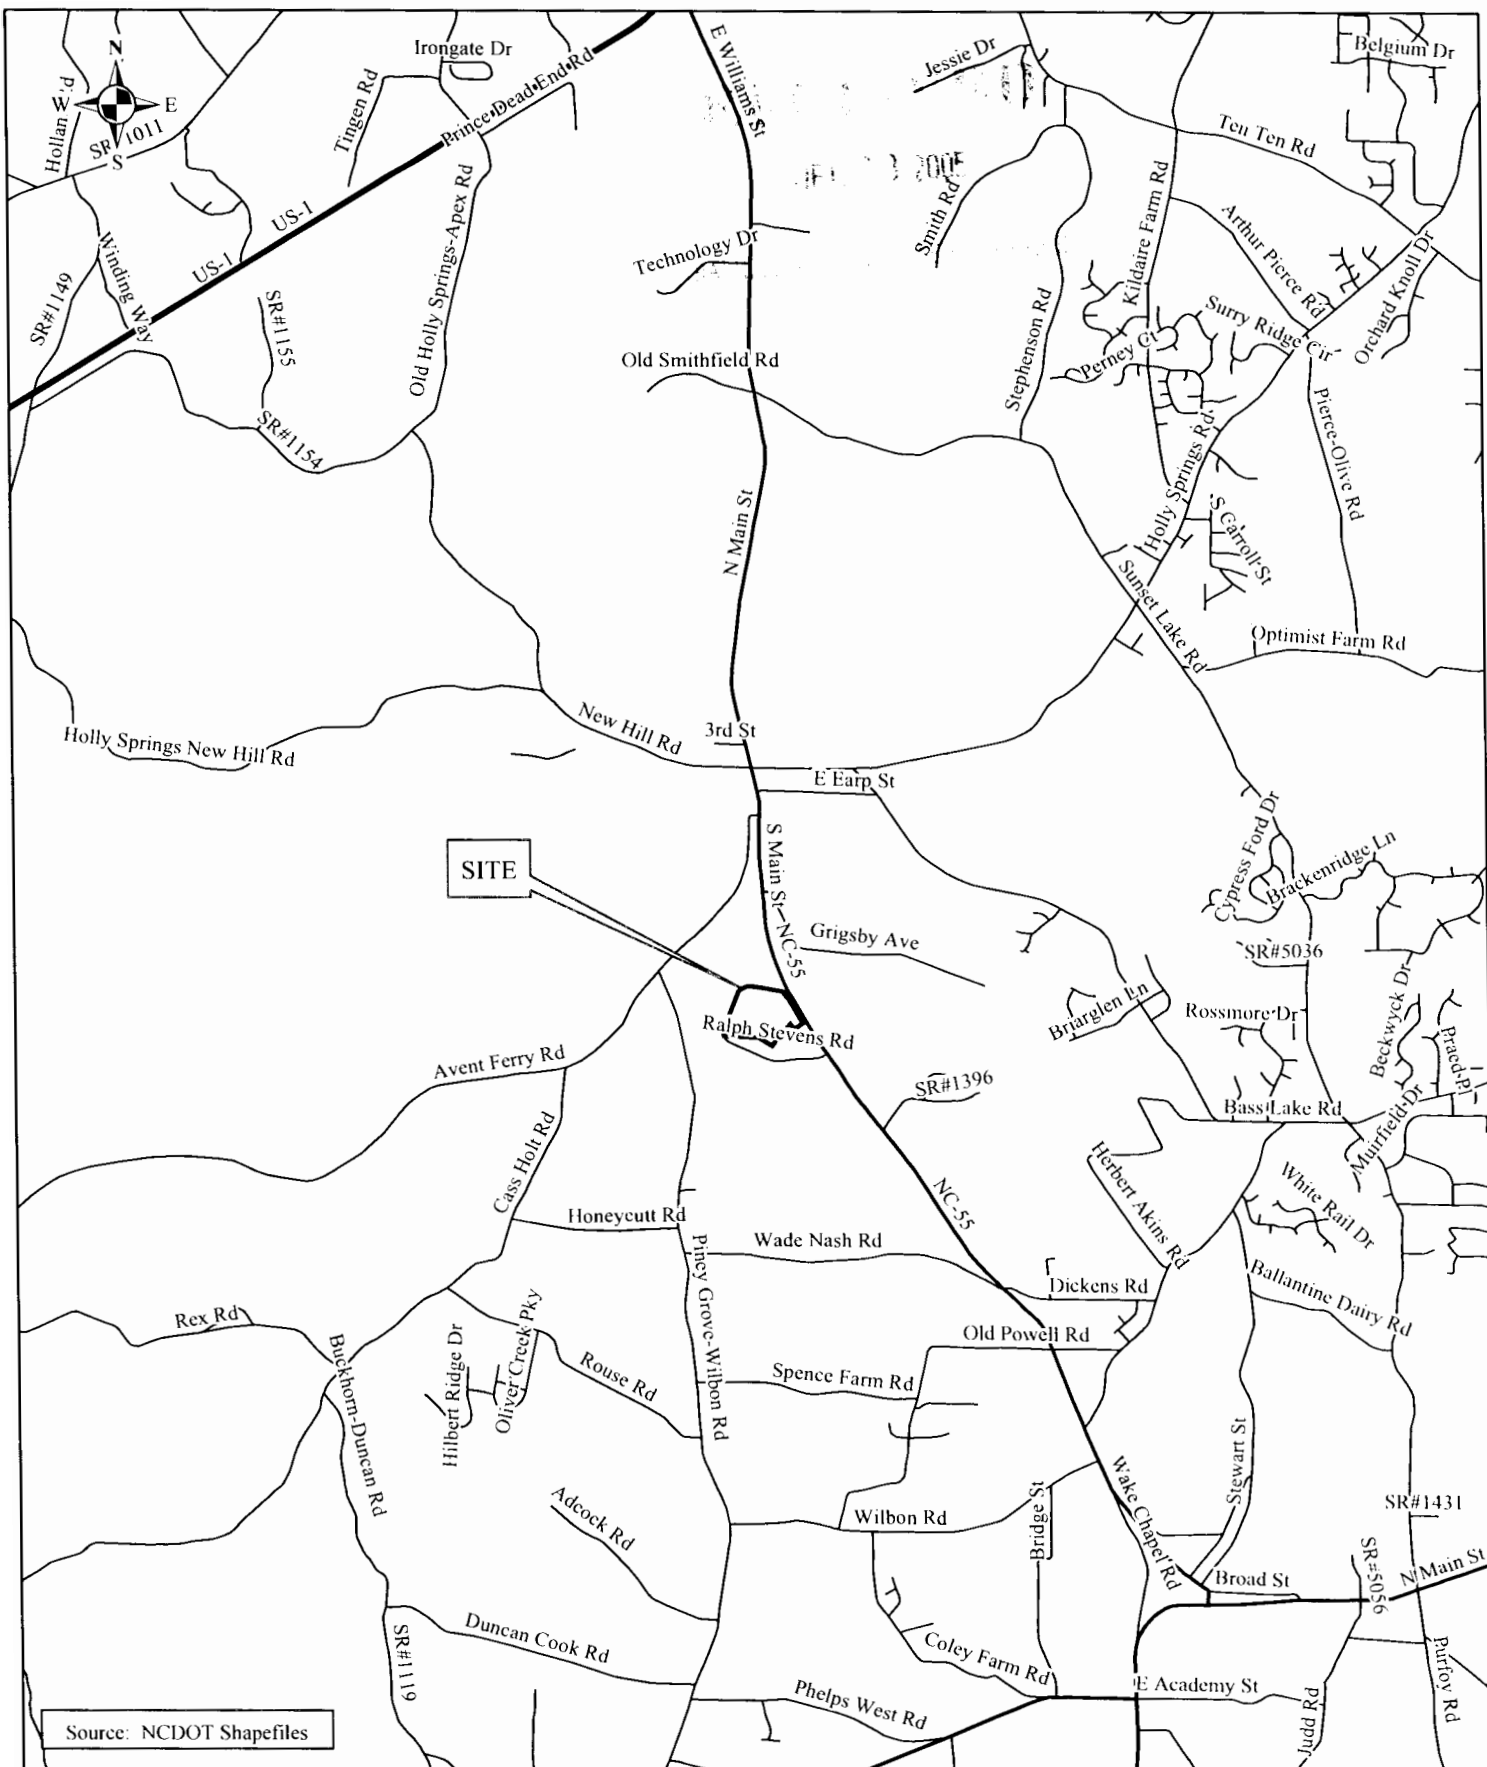 Irongate Dr
Belgium Dr
E Williams St
Jessie Dr
N
W
E
S
SR 1011
Tingen Rd
Prince Dead End Rd
Ten Ten Rd
2005
Smith Rd
Old Holly Springs-Apex Rd
Kildaire Farm Rd
Arthur Pierce Rd
US-1
US-1
Winding Way
Technology Dr
Orchard Knoll Dr
SR#1149
SR#1155
Surry Ridge Cir
Perney Ct
Old Smithfield Rd
Stephenson Rd
Pierce-Olive Rd
SR#1154
Holly Springs Rd
N Main St
S Carroll St
Sunset Lake Rd
Optimist Farm Rd
Holly Springs New Hill Rd
New Hill Rd
3rd St
E Earp St
SITE
S Main St
NC-55
Cypress Ford Dr
Brackenridge Ln
Grigsby Ave
SR#5036
Briarglen Ln
Rossmore Dr
Beckwyck Dr
Praed Pl
Ralph Stevens Rd
Avent Ferry Rd
SR#1396
Bass Lake Rd
Muirfield Dr
Cass Holt Rd
Herbert Akins Rd
White Rail Dr
NC-55
Honeycutt Rd
Wade Nash Rd
Dickens Rd
Ballantine Dairy Rd
Piney Grove-Wilbon Rd
Rex Rd
Old Powell Rd
Buckhorn-Duncan Rd
Hilbert Ridge Dr
Oliver Creek Pky
Rouse Rd
Spence Farm Rd
Stewart St
Wake Chapel Rd
Adcock Rd
Wilbon Rd
Bridge St
SR#1431
SR#5056
Broad St
N Main St
Duncan Cook Rd
SR#1119
Coley Farm Rd
E Academy St
Phelps West Rd
Judd Rd
Purfoy Rd
Source: NCDOT Shapefiles